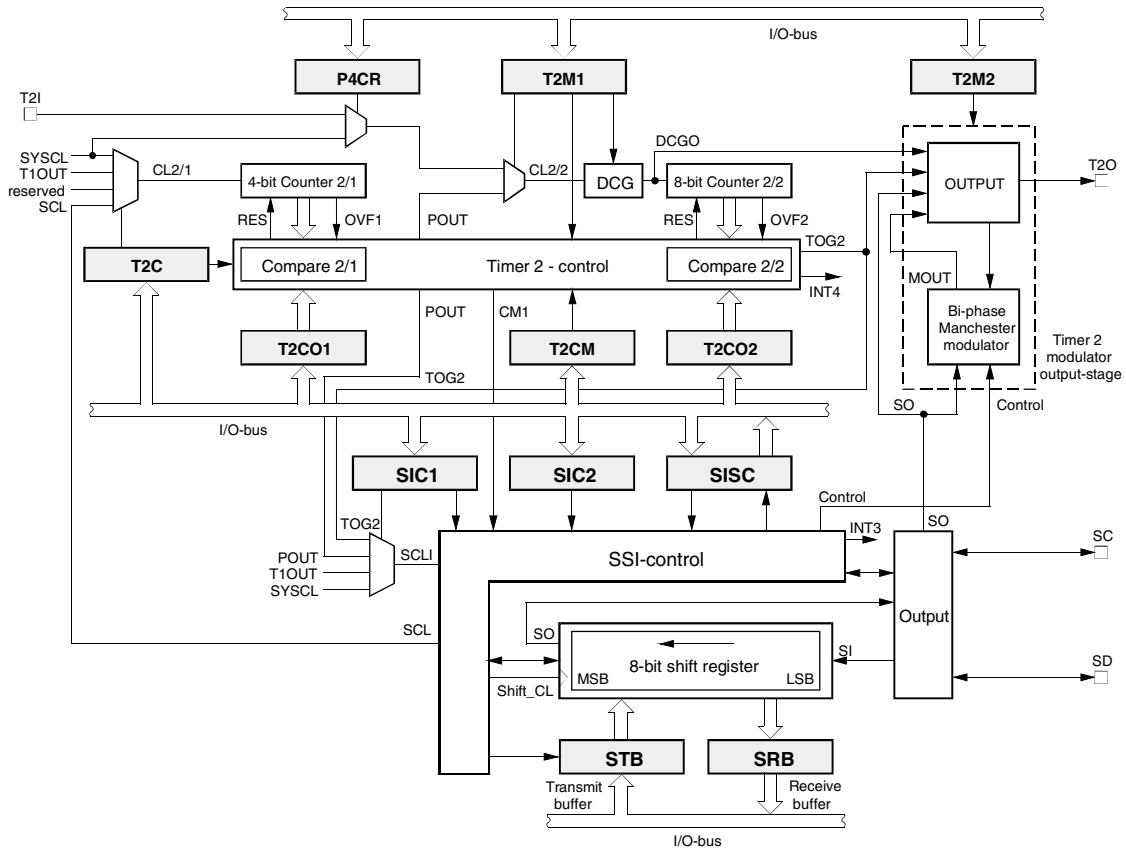 I/O-bus
P4CR
T2M1
T2M2
T2I
DCGO
T2O
SYSCL
T1OUT
reserved
SCL
CL2/1
4-bit Counter 2/1
CL2/2
DCG
8-bit Counter 2/2
OUTPUT
RES
OVF1
POUT
RES
OVF2
TOG2
T2C
Compare 2/1
Timer 2 - control
Compare 2/2
INT4
MOUT
POUT
CM1
Bi-phase
Manchester
modulator
Timer 2
modulator
output-stage
T2CO1
T2CM
T2CO2
TOG2
SO
Control
I/O-bus
SIC1
SIC2
SISC
Control
TOG2
INT3
SO
SC
POUT
T1OUT
SYSCL
SCLI
SSI-control
Output
SCL
SO
8-bit shift register
SI
MSB
LSB
SD
Shift_CL
STB
SRB
Transmit
buffer
Receive
buffer
I/O-bus